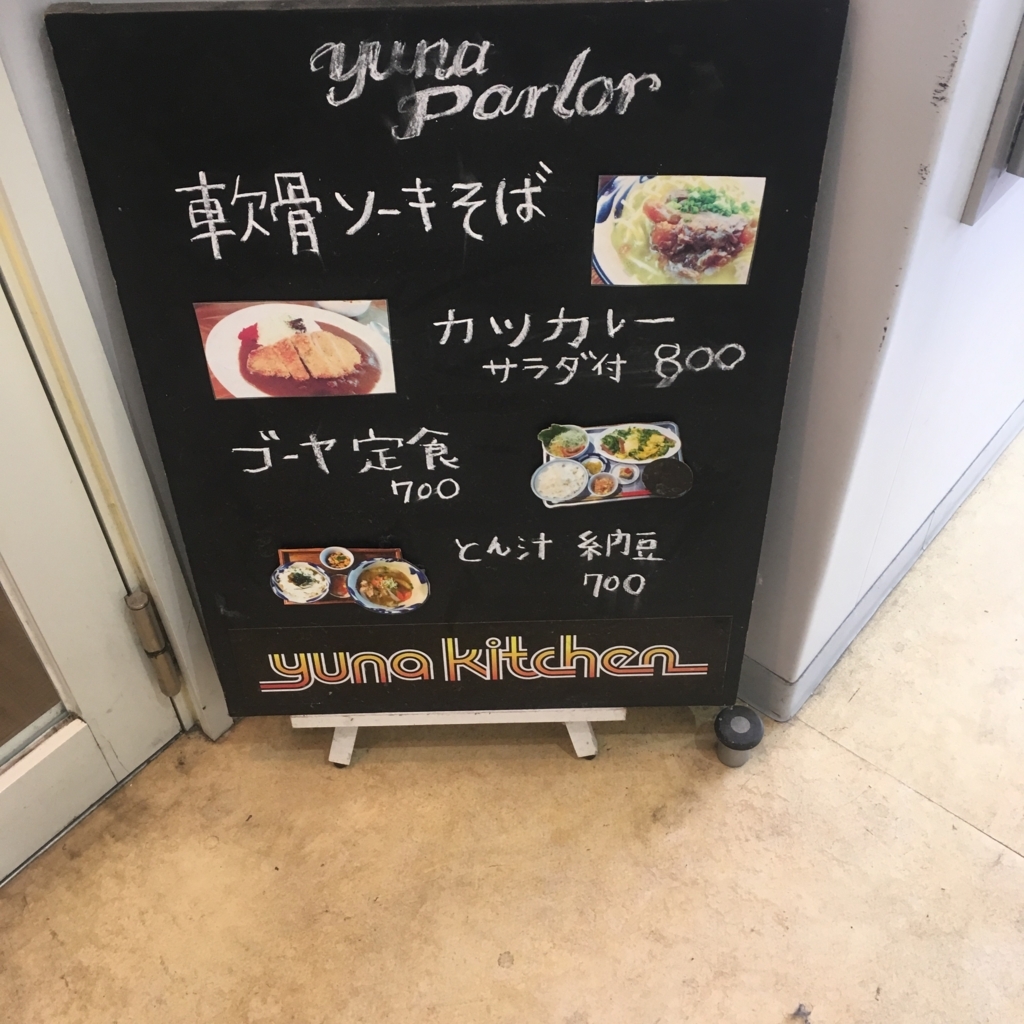 yuna
parlor
軟骨ソーキそば
カツカレー
サラダ付 800
ゴーヤ定食
700
とん汁 納豆
700
yuna kitchen